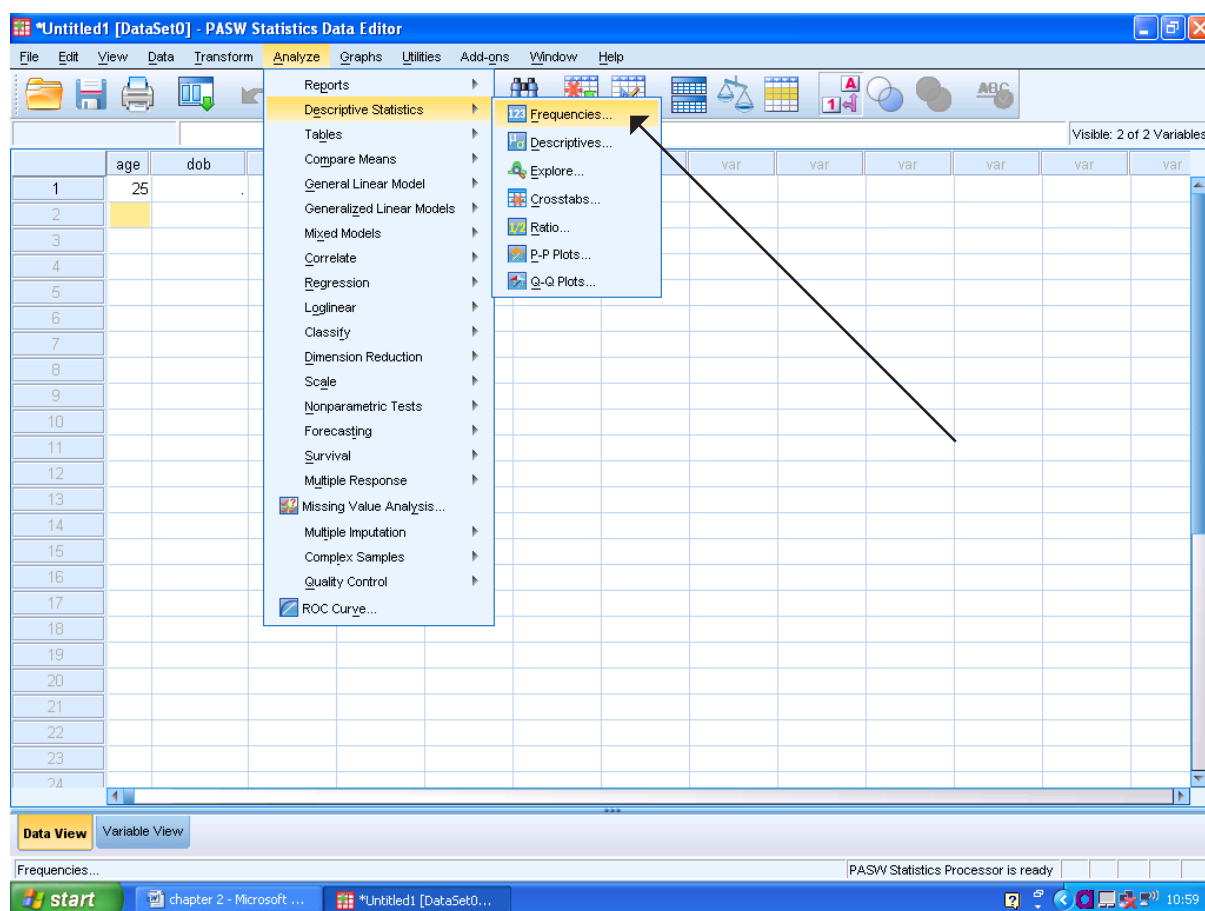 *Untitled1 [DataSet0] - PASW Statistics Data Editor
File Edit View Data Transform Analyze Graphs Utilities Add-ons Window Help
Visible: 2 of 2 Variables
age dob var var var var var var
1 25 .
2
3
4
5
6
7
8
9
10
11
12
13
14
15
16
17
18
19
20
21
22
23
24
Reports
Descriptive Statistics
Tables
Compare Means
General Linear Model
Generalized Linear Models
Mixed Models
Correlate
Regression
Loglinear
Classify
Dimension Reduction
Scale
Nonparametric Tests
Forecasting
Survival
Multiple Response
Missing Value Analysis...
Multiple Imputation
Complex Samples
Quality Control
ROC Curve...
123 Frequencies...
Descriptives...
Explore...
Crosstabs...
1/2 Ratio...
P-P Plots...
Q-Q Plots...
A
1
ABC
Data View Variable View
Frequencies... PASW Statistics Processor is ready
start chapter 2 - Microsoft ... *Untitled1 [DataSet0... 10:59